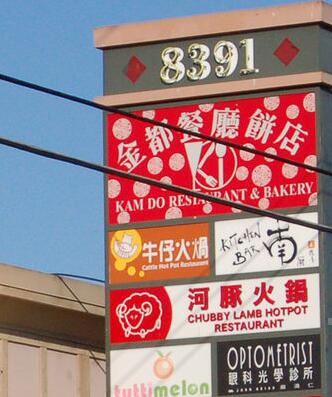 8391
金都餐廳餅店
KAM DO RESTAURANT & BAKERY
牛仔火鍋
Cattle Hot Pot Restaurant
KITCHEN
BAR
南
河豚火鍋
CHUBBY LAMB HOTPOT
RESTAURANT
tuttimelon
OPTOMETRIST
眼科光學診所